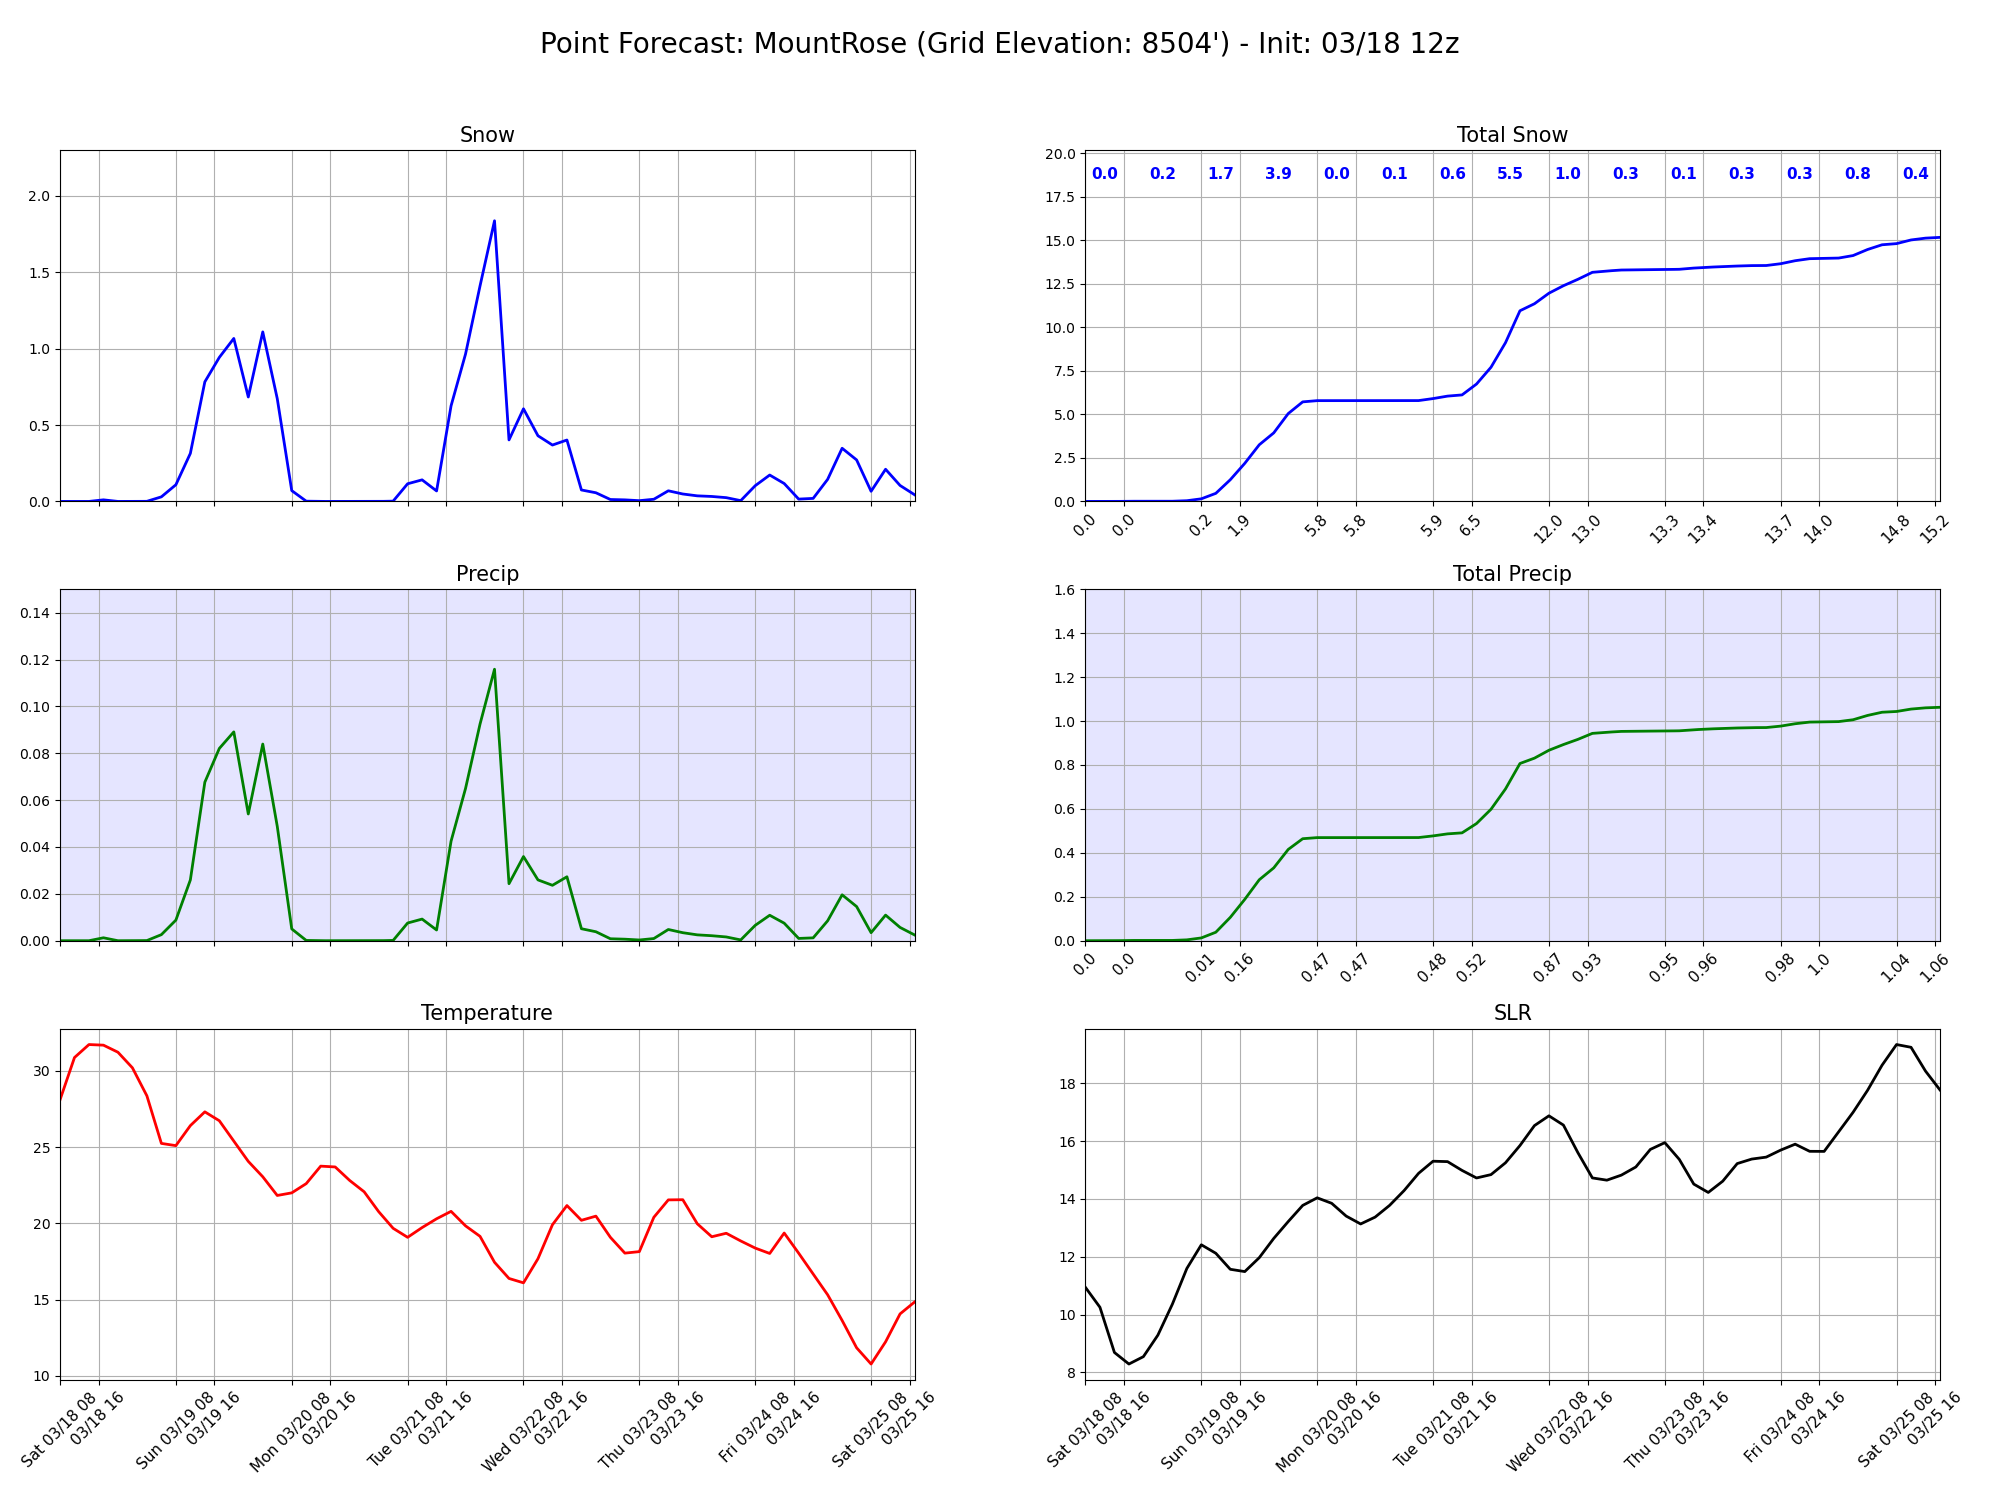 Point Forecast: MountRose (Grid Elevation: 8504') - Init: 03/18 12z
Snow
2.0
1.5
1.0
0.5
0.0
Total Snow
20.0
17.5
15.0
12.5
10.0
7.5
5.0
2.5
0.0
0.0 0.2 1.7 3.9 0.0 0.1 0.6 5.5 1.0 0.3 0.1 0.3 0.3 0.8 0.4
0.0 0.0 0.2 1.9 5.8 5.8 5.9 6.5 12.0 13.0 13.3 13.4 13.7 14.0 14.8 15.2
Precip
0.14
0.12
0.10
0.08
0.06
0.04
0.02
0.00
Total Precip
1.6
1.4
1.2
1.0
0.8
0.6
0.4
0.2
0.0
0.0 0.0 0.01 0.16 0.47 0.47 0.48 0.52 0.87 0.93 0.95 0.96 0.98 1.0 1.04 1.06
Temperature
30
25
20
15
10
Sat 03/18 08
03/18 16
Sun 03/19 08
03/19 16
Mon 03/20 08
03/20 16
Tue 03/21 08
03/21 16
Wed 03/22 08
03/22 16
Thu 03/23 08
03/23 16
Fri 03/24 08
03/24 16
Sat 03/25 08
03/25 16
SLR
18
16
14
12
10
8
Sat 03/18 08
03/18 16
Sun 03/19 08
03/19 16
Mon 03/20 08
03/20 16
Tue 03/21 08
03/21 16
Wed 03/22 08
03/22 16
Thu 03/23 08
03/23 16
Fri 03/24 08
03/24 16
Sat 03/25 08
03/25 16